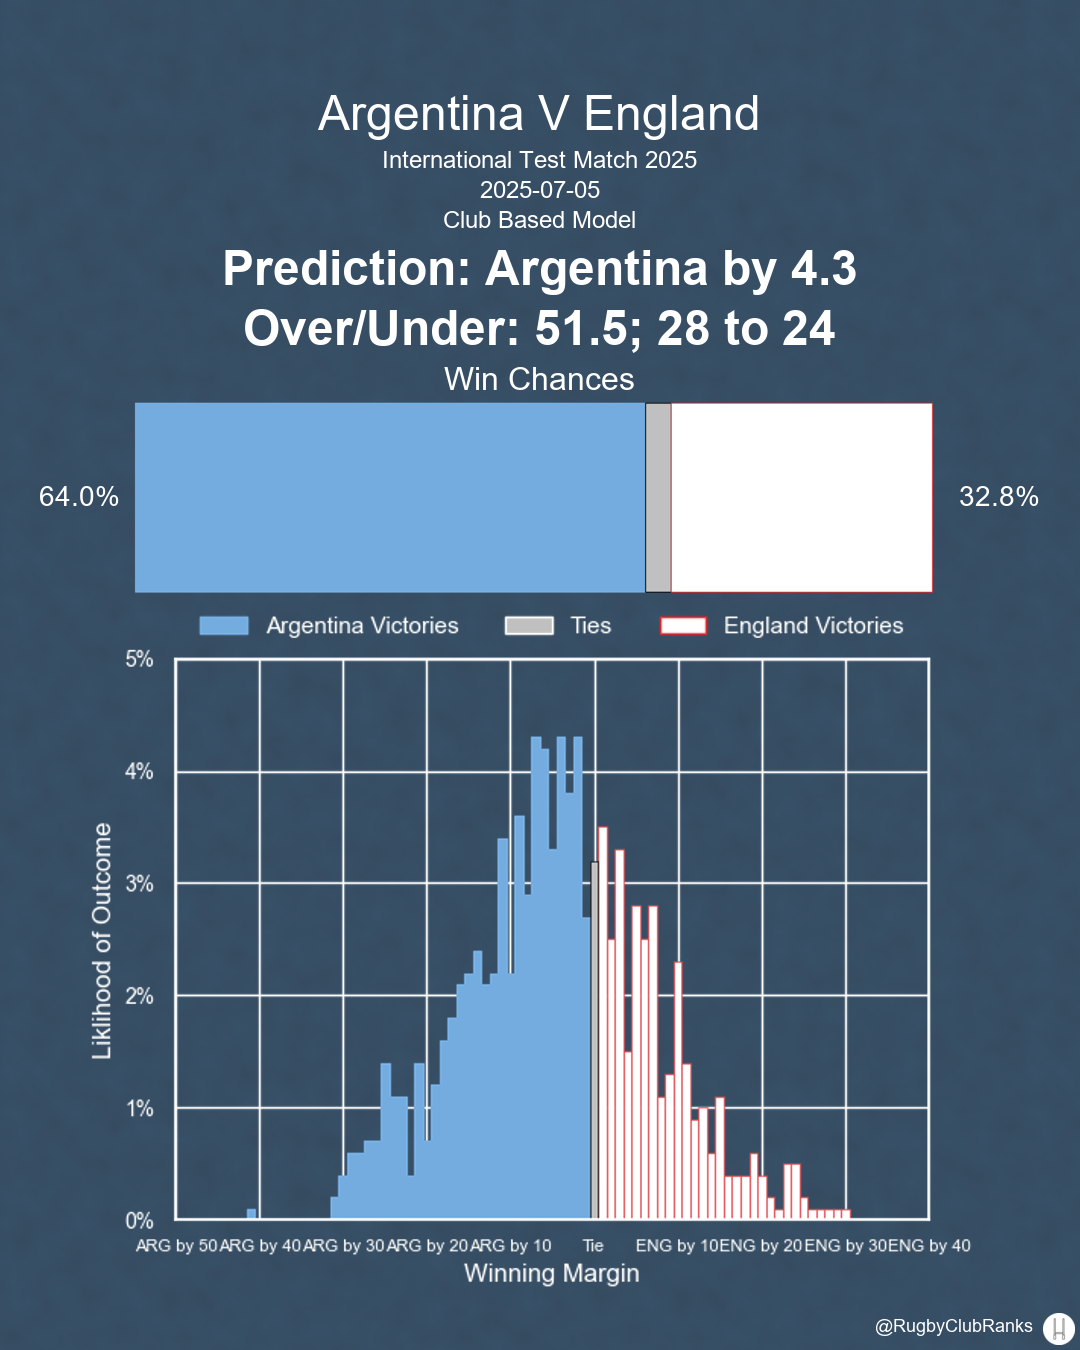 Argentina V England
International Test Match 2025
2025-07-05
Club Based Model
Prediction: Argentina by 4.3
Over/Under: 51.5; 28 to 24
Win Chances
64.0%
32.8%
Argentina Victories
Ties
England Victories
5%
4%
3%
2%
1%
0%
Liklihood of Outcome
ARG by 50
ARG by 40
ARG by 30
ARG by 20
ARG by 10
Tie
ENG by 10
ENG by 20
ENG by 30
ENG by 40
Winning Margin
@RugbyClubRanks